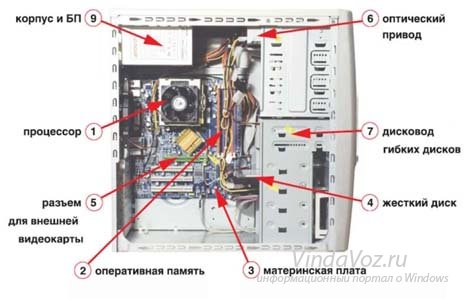 корпус и БП 9
6 оптический
привод
процессор 1
7 дисковод
гибких дисков
разъем 5
для внешней
видеокарты
4 жесткий диск
2 оперативная память
3 материнская плата
VindaVoz.ru
информационный портал о Windows